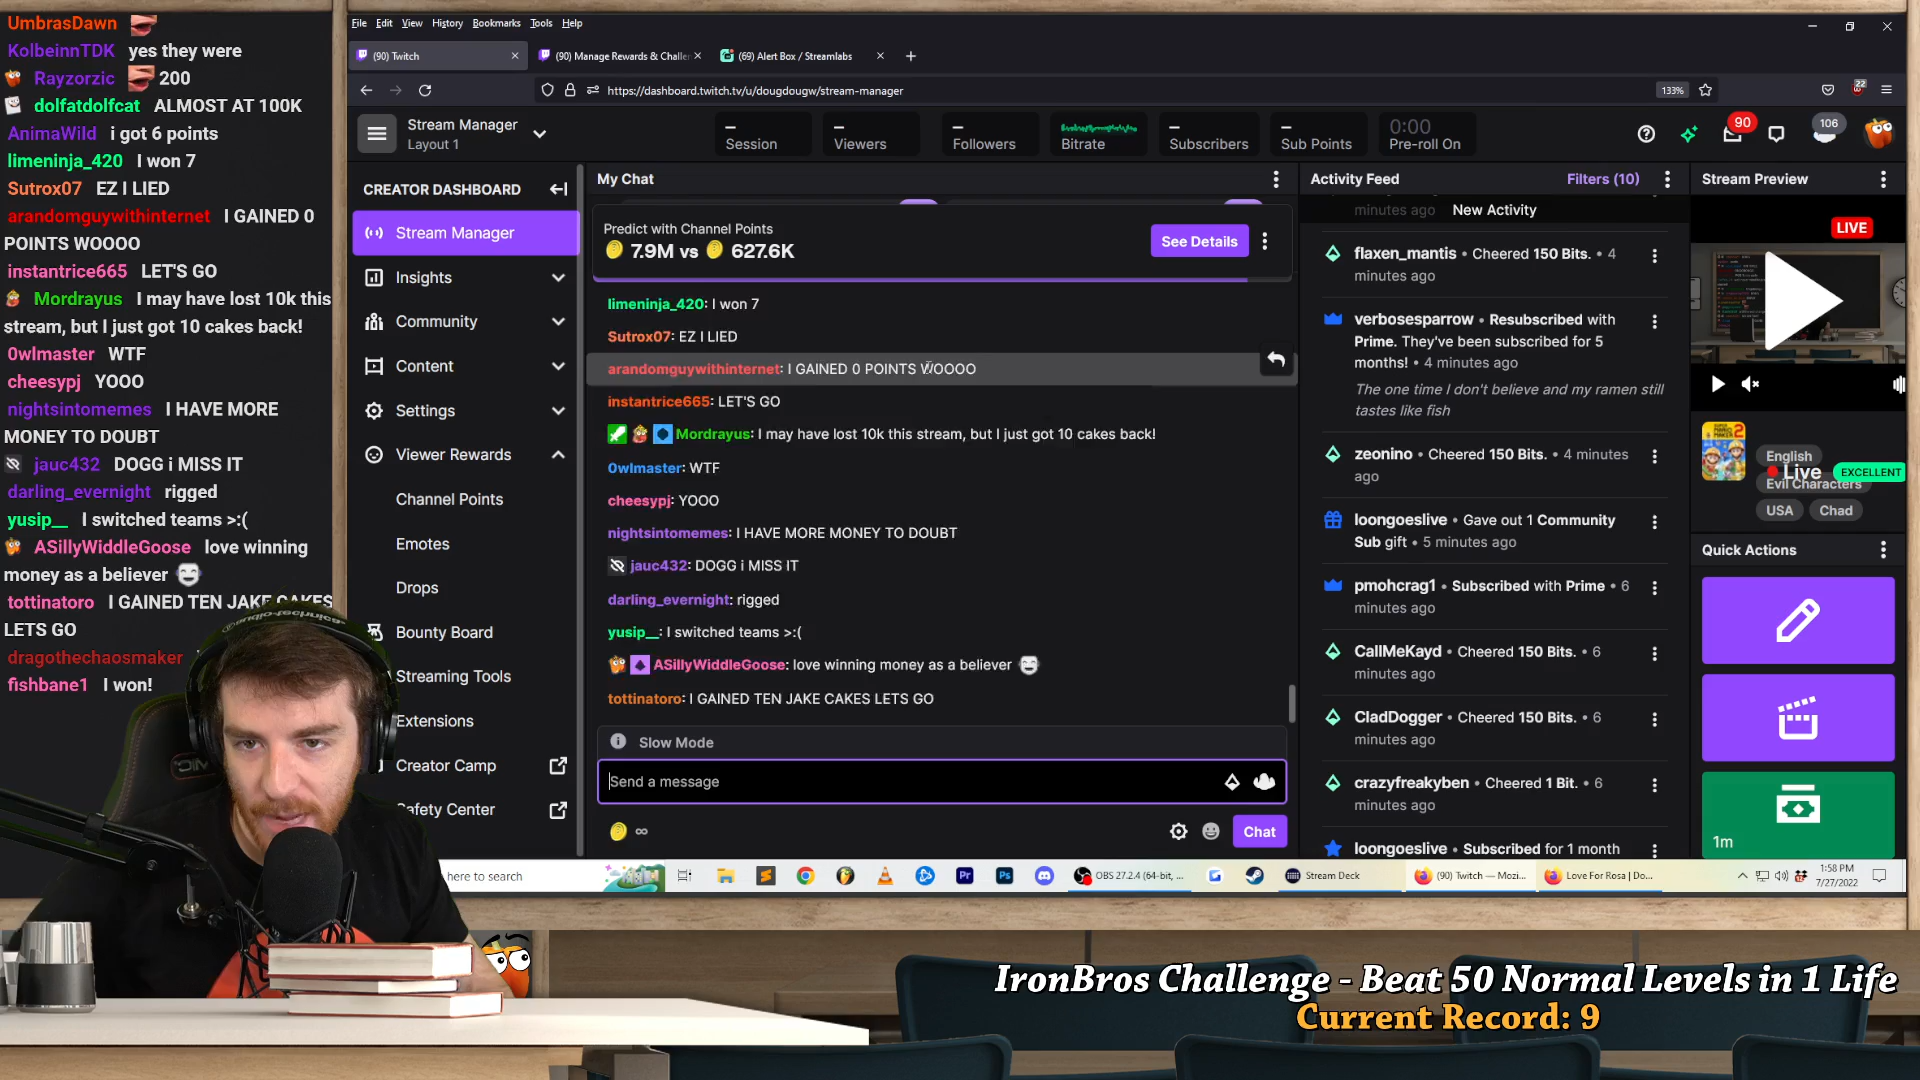 UmbrasDawn
KolbeinnTDK yes they were
Rayzorzic 200
dolfatdolfcat ALMOST AT 100K
AnimaWild i got 6 points
limeninja_420 I won 7
Sutrox07 EZ I LIED
arandomguywithinternet I GAINED 0
POINTS WOOOO
instantrice665 LET'S GO
Mordrayus I may have lost 10k this
stream, but I just got 10 cakes back!
0wlmaster WTF
cheesypj YOOO
nightsintomemes I HAVE MORE
MONEY TO DOUBT
jauc432 DOGG i MISS IT
darling_evernight rigged
yusip__ I switched teams >:(
ASillyWiddleGoose love winning
money as a believer
tottinatoro I GAINED TEN JAKE CAKES
LETS GO
dragothechaosmaker
fishbane1 I won!
File Edit View History Bookmarks Tools Help
(90) Twitch
(90) Manage Rewards & Challe
(69) Alert Box / Streamlabs
https://dashboard.twitch.tv/u/dougdougw/stream-manager
133%
22
Stream Manager
Layout 1
– Session
– Viewers
– Followers
Bitrate
– Subscribers
– Sub Points
0:00
Pre-roll On
90
106
CREATOR DASHBOARD
Stream Manager
Insights
Community
Content
Settings
Viewer Rewards
Channel Points
Emotes
Drops
Bounty Board
Streaming Tools
Extensions
Creator Camp
Safety Center
My Chat
Predict with Channel Points
7.9M vs 627.6K
See Details
limeninja_420: I won 7
Sutrox07: EZ I LIED
arandomguywithinternet: I GAINED 0 POINTS WOOOO
instantrice665: LET'S GO
Mordrayus: I may have lost 10k this stream, but I just got 10 cakes back!
0wlmaster: WTF
cheesypj: YOOO
nightsintomemes: I HAVE MORE MONEY TO DOUBT
jauc432: DOGG i MISS IT
darling_evernight: rigged
yusip__: I switched teams >:(
ASillyWiddleGoose: love winning money as a believer
tottinatoro: I GAINED TEN JAKE CAKES LETS GO
Slow Mode
Send a message
∞
Chat
Activity Feed
Filters (10)
minutes ago
New Activity
flaxen_mantis • Cheered 150 Bits. • 4
minutes ago
verbosesparrow • Resubscribed with
Prime. They've been subscribed for 5
months! • 4 minutes ago
The one time I don't believe and my ramen still
tastes like fish
zeonino • Cheered 150 Bits. • 4 minutes
ago
loongoeslive • Gave out 1 Community
Sub gift • 5 minutes ago
pmohcrag1 • Subscribed with Prime • 6
minutes ago
CallMeKayd • Cheered 150 Bits. • 6
minutes ago
CladDogger • Cheered 150 Bits. • 6
minutes ago
crazyfreakyben • Cheered 1 Bit. • 6
minutes ago
loongoeslive • Subscribed for 1 month
Stream Preview
LIVE
English
Live
EXCELLENT
Evil Characters
USA
Chad
Quick Actions
1m
here to search
OBS 27.2.4 (64-bit, ...
Stream Deck
(90) Twitch — Mozi...
Love For Rosa | Do...
1:58 PM
7/27/2022
IronBros Challenge - Beat 50 Normal Levels in 1 Life
Current Record: 9